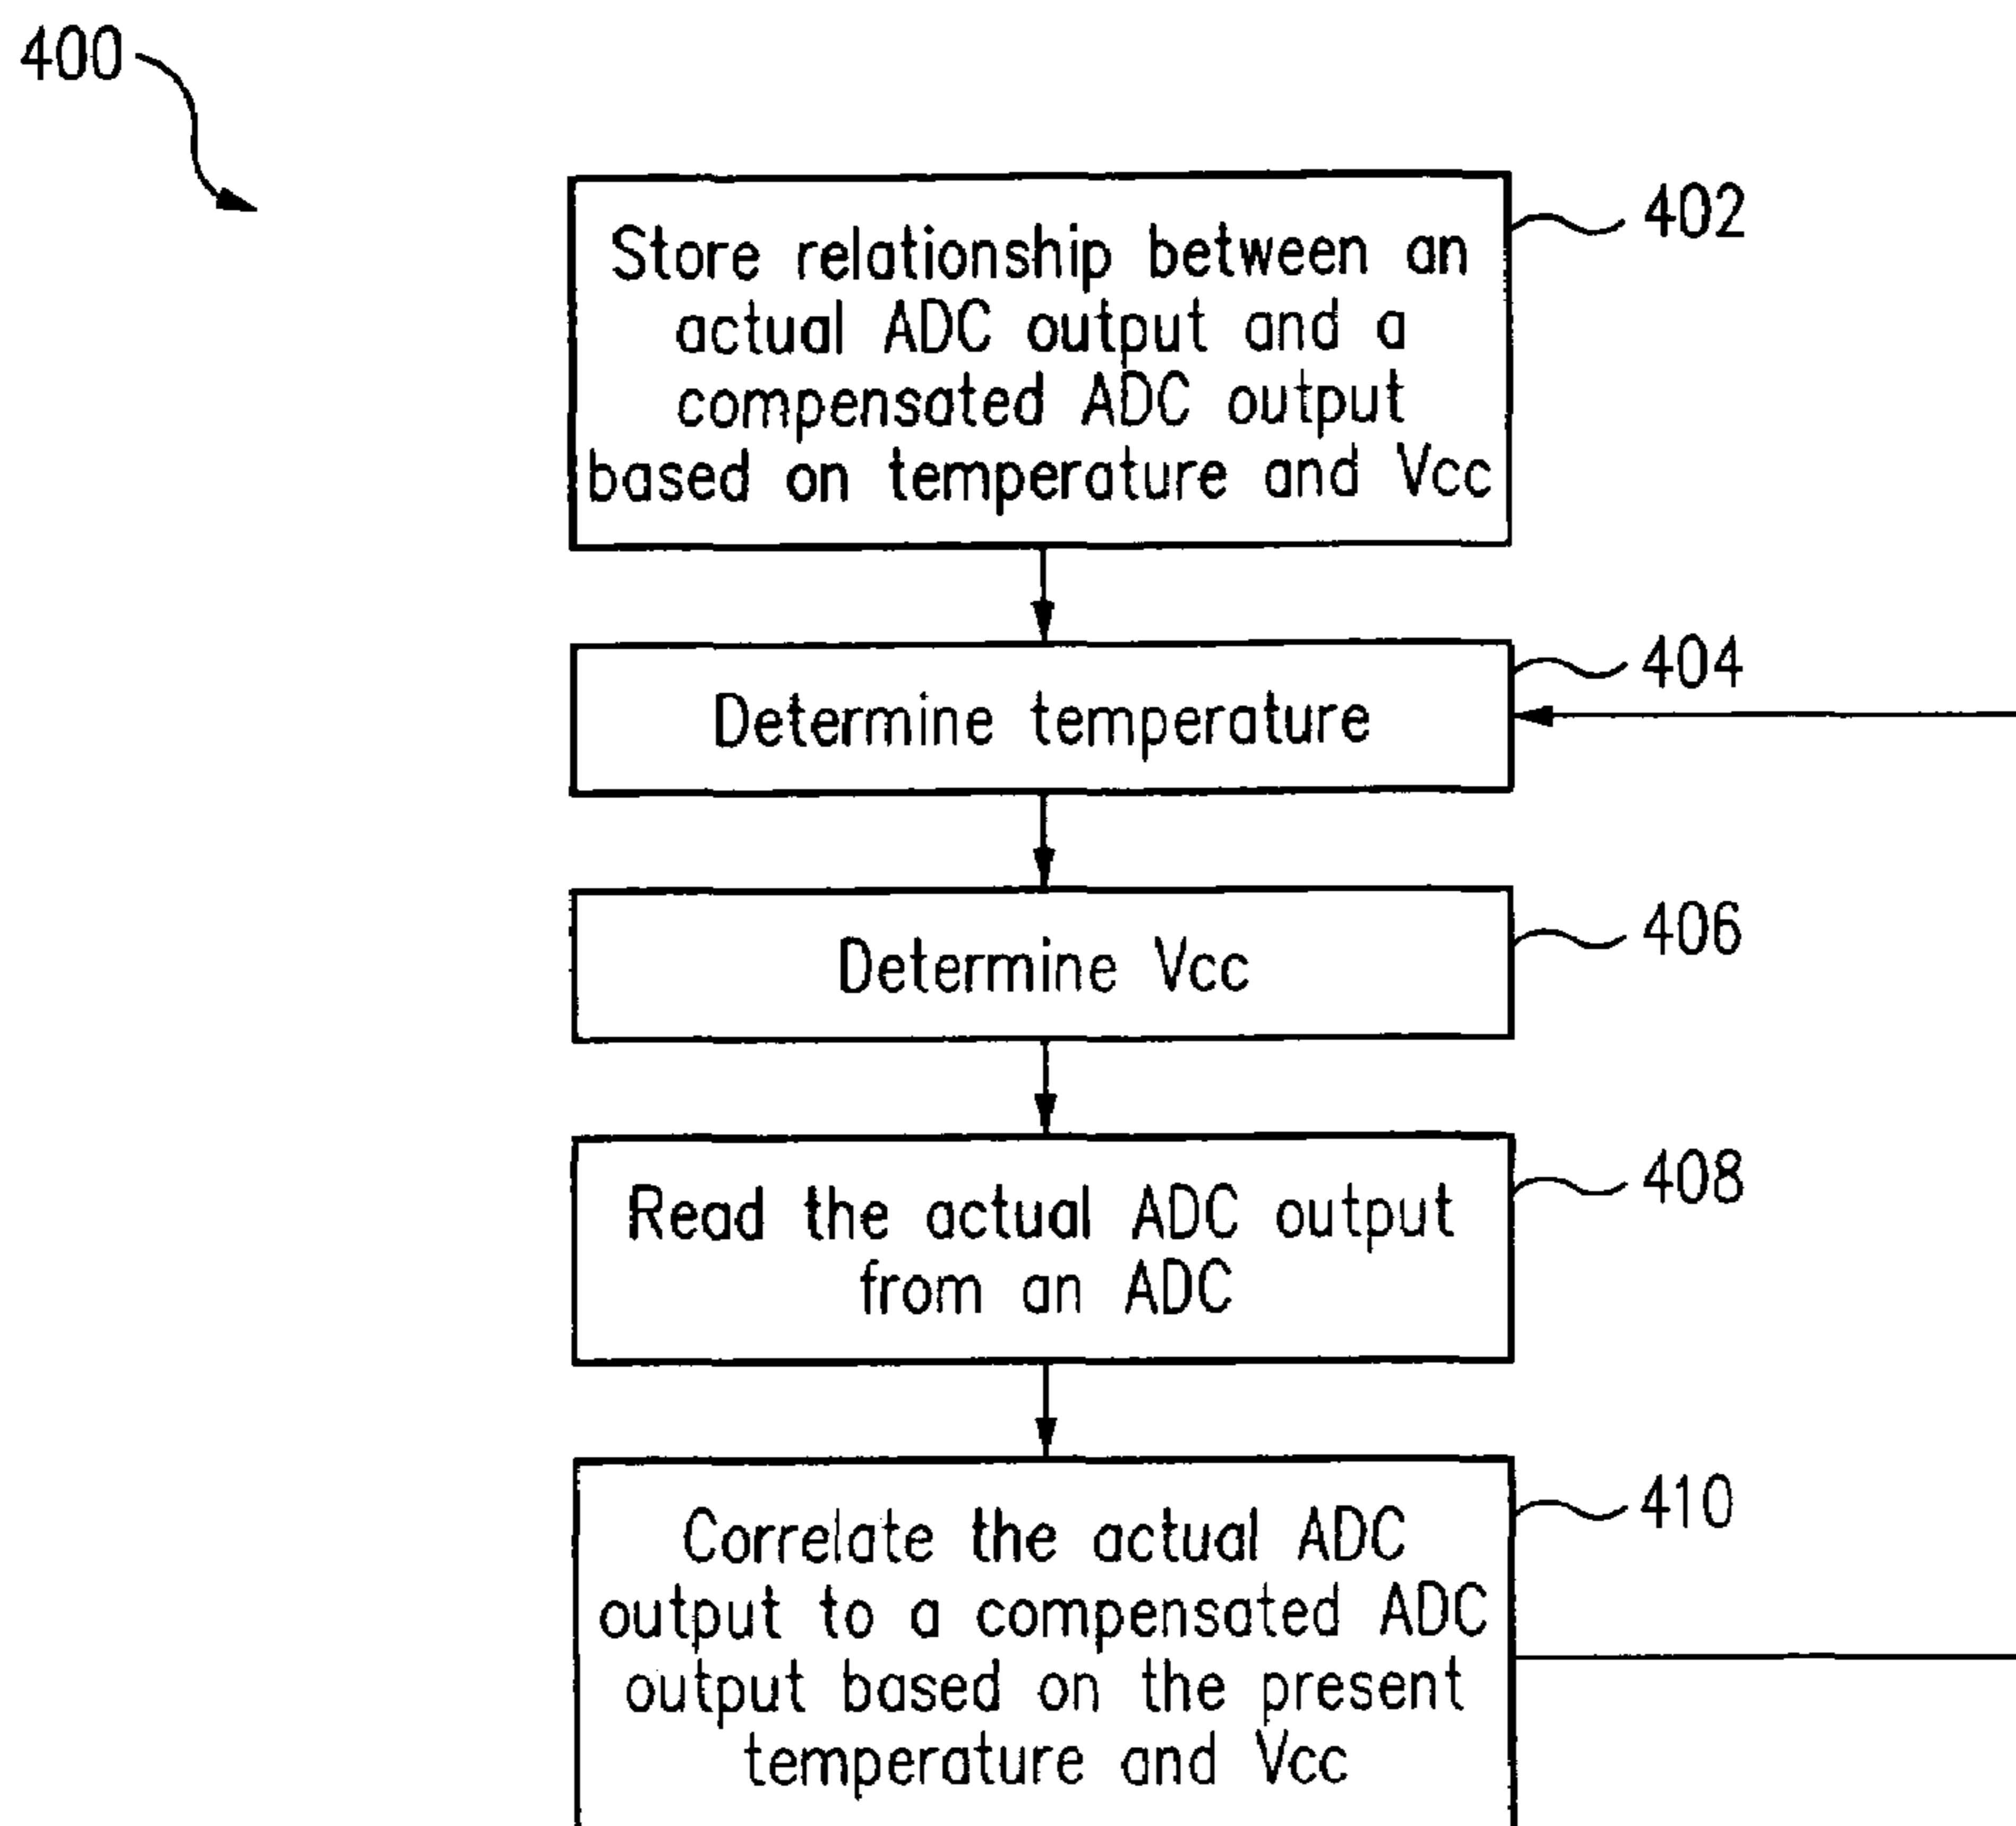 400
Store relationship between an
actual ADC output and a
compensated ADC output
based on temperature and Vcc
402
Determine temperature
404
Determine Vcc
406
Read the actual ADC output
from an ADC
408
Correlate the actual ADC
output to a compensated ADC
output based on the present
temperature and Vcc
410